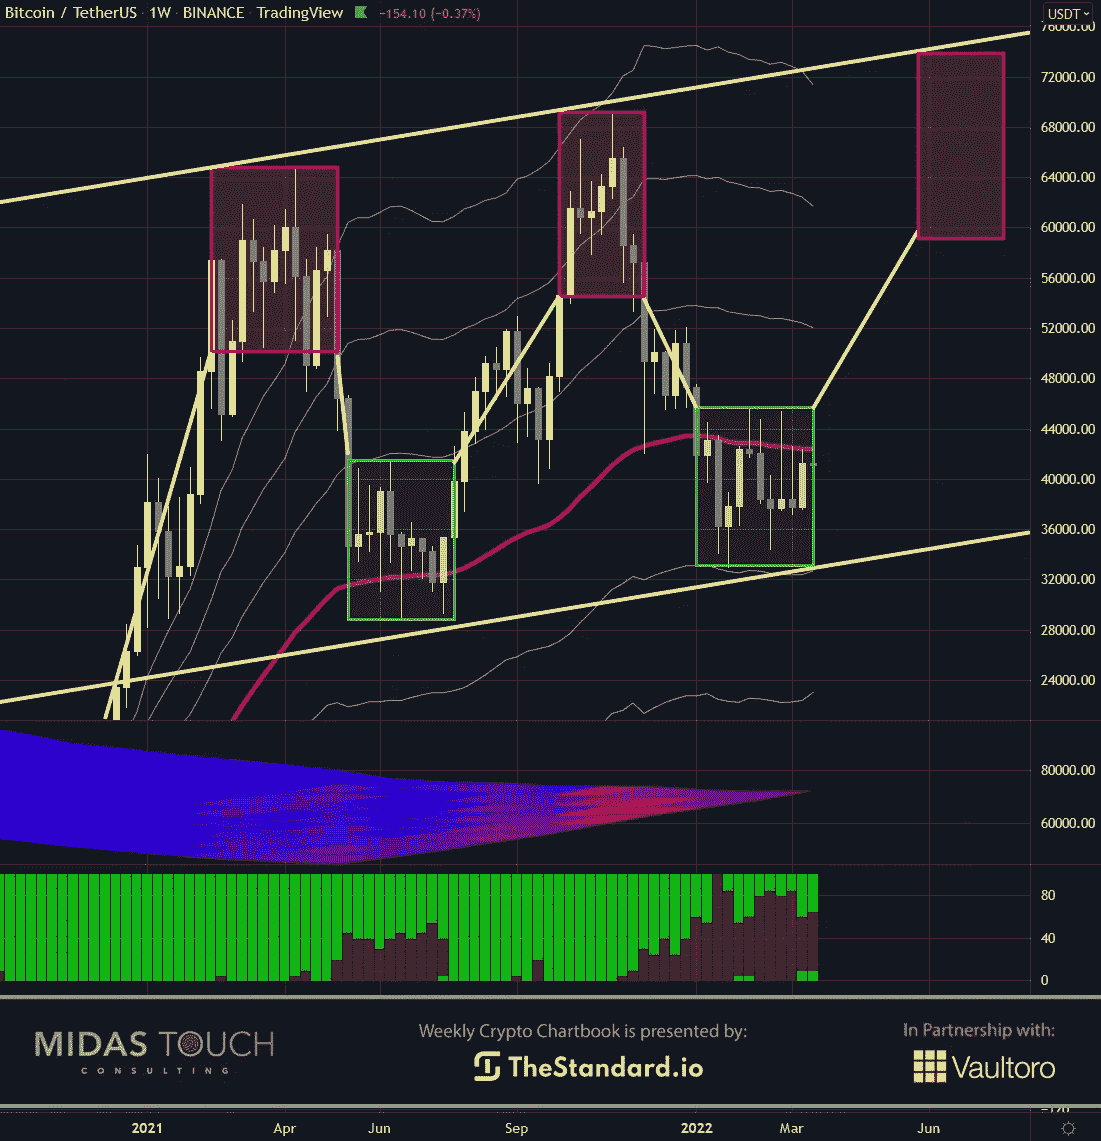 Bitcoin / TetherUS · 1W · BINANCE · TradingView −154.10 (−0.37%)
USDT
76000.00
72000.00
68000.00
64000.00
60000.00
56000.00
52000.00
48000.00
44000.00
40000.00
36000.00
32000.00
28000.00
24000.00
80000.00
60000.00
80
40
0
MIDAS TOUCH
CONSULTING
Weekly Crypto Chartbook is presented by:
TheStandard.io
In Partnership with:
Vaultoro
2021 Apr Jun Sep 2022 Mar Jun